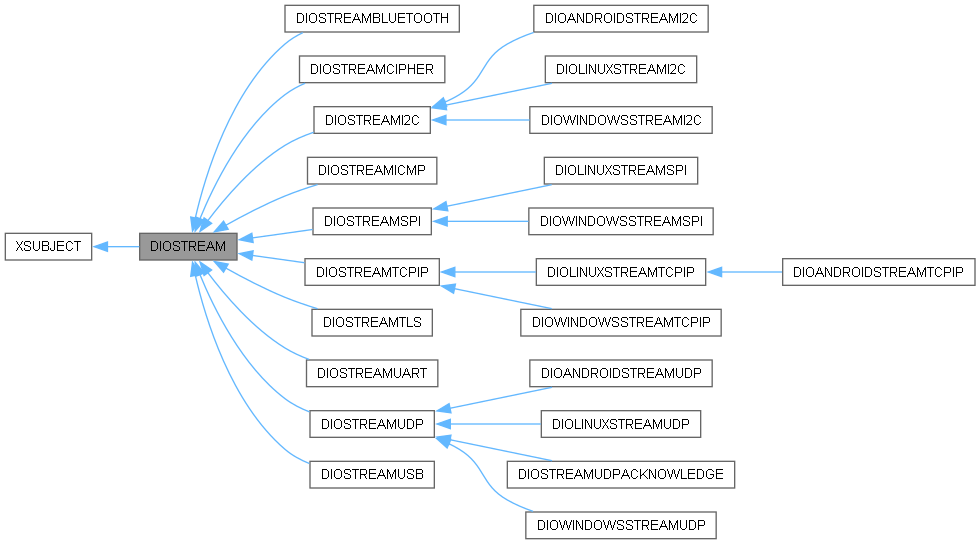 XSUBJECT
DIOSTREAM
DIOSTREAMBLUETOOTH
DIOSTREAMCIPHER
DIOSTREAMI2C
DIOSTREAMICMP
DIOSTREAMSPI
DIOSTREAMTCPIP
DIOSTREAMTLS
DIOSTREAMUART
DIOSTREAMUDP
DIOSTREAMUSB
DIOANDROIDSTREAMI2C
DIOLINUXSTREAMI2C
DIOWINDOWSSTREAMI2C
DIOLINUXSTREAMSPI
DIOWINDOWSSTREAMSPI
DIOLINUXSTREAMTCPIP
DIOWINDOWSSTREAMTCPIP
DIOANDROIDSTREAMUDP
DIOLINUXSTREAMUDP
DIOSTREAMUDPACKNOWLEDGE
DIOWINDOWSSTREAMUDP
DIOANDROIDSTREAMTCPIP